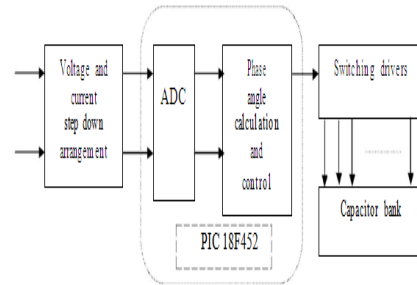 Voltage and
current
step down
arrangement
ADC
Phase
angle
calculation
and
control
PIC 18F452
Switching drivers
Capacitor bank